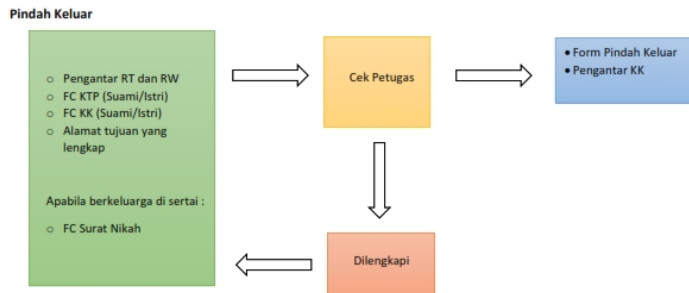 Pindah Keluar
○ Pengantar RT dan RW
○ FC KTP (Suami/Istri)
○ FC KK (Suami/Istri)
○ Alamat tujuan yang
lengkap
Apabila berkeluarga di sertai :
○ FC Surat Nikah
Cek Petugas
• Form Pindah Keluar
• Pengantar KK
Dilengkapi